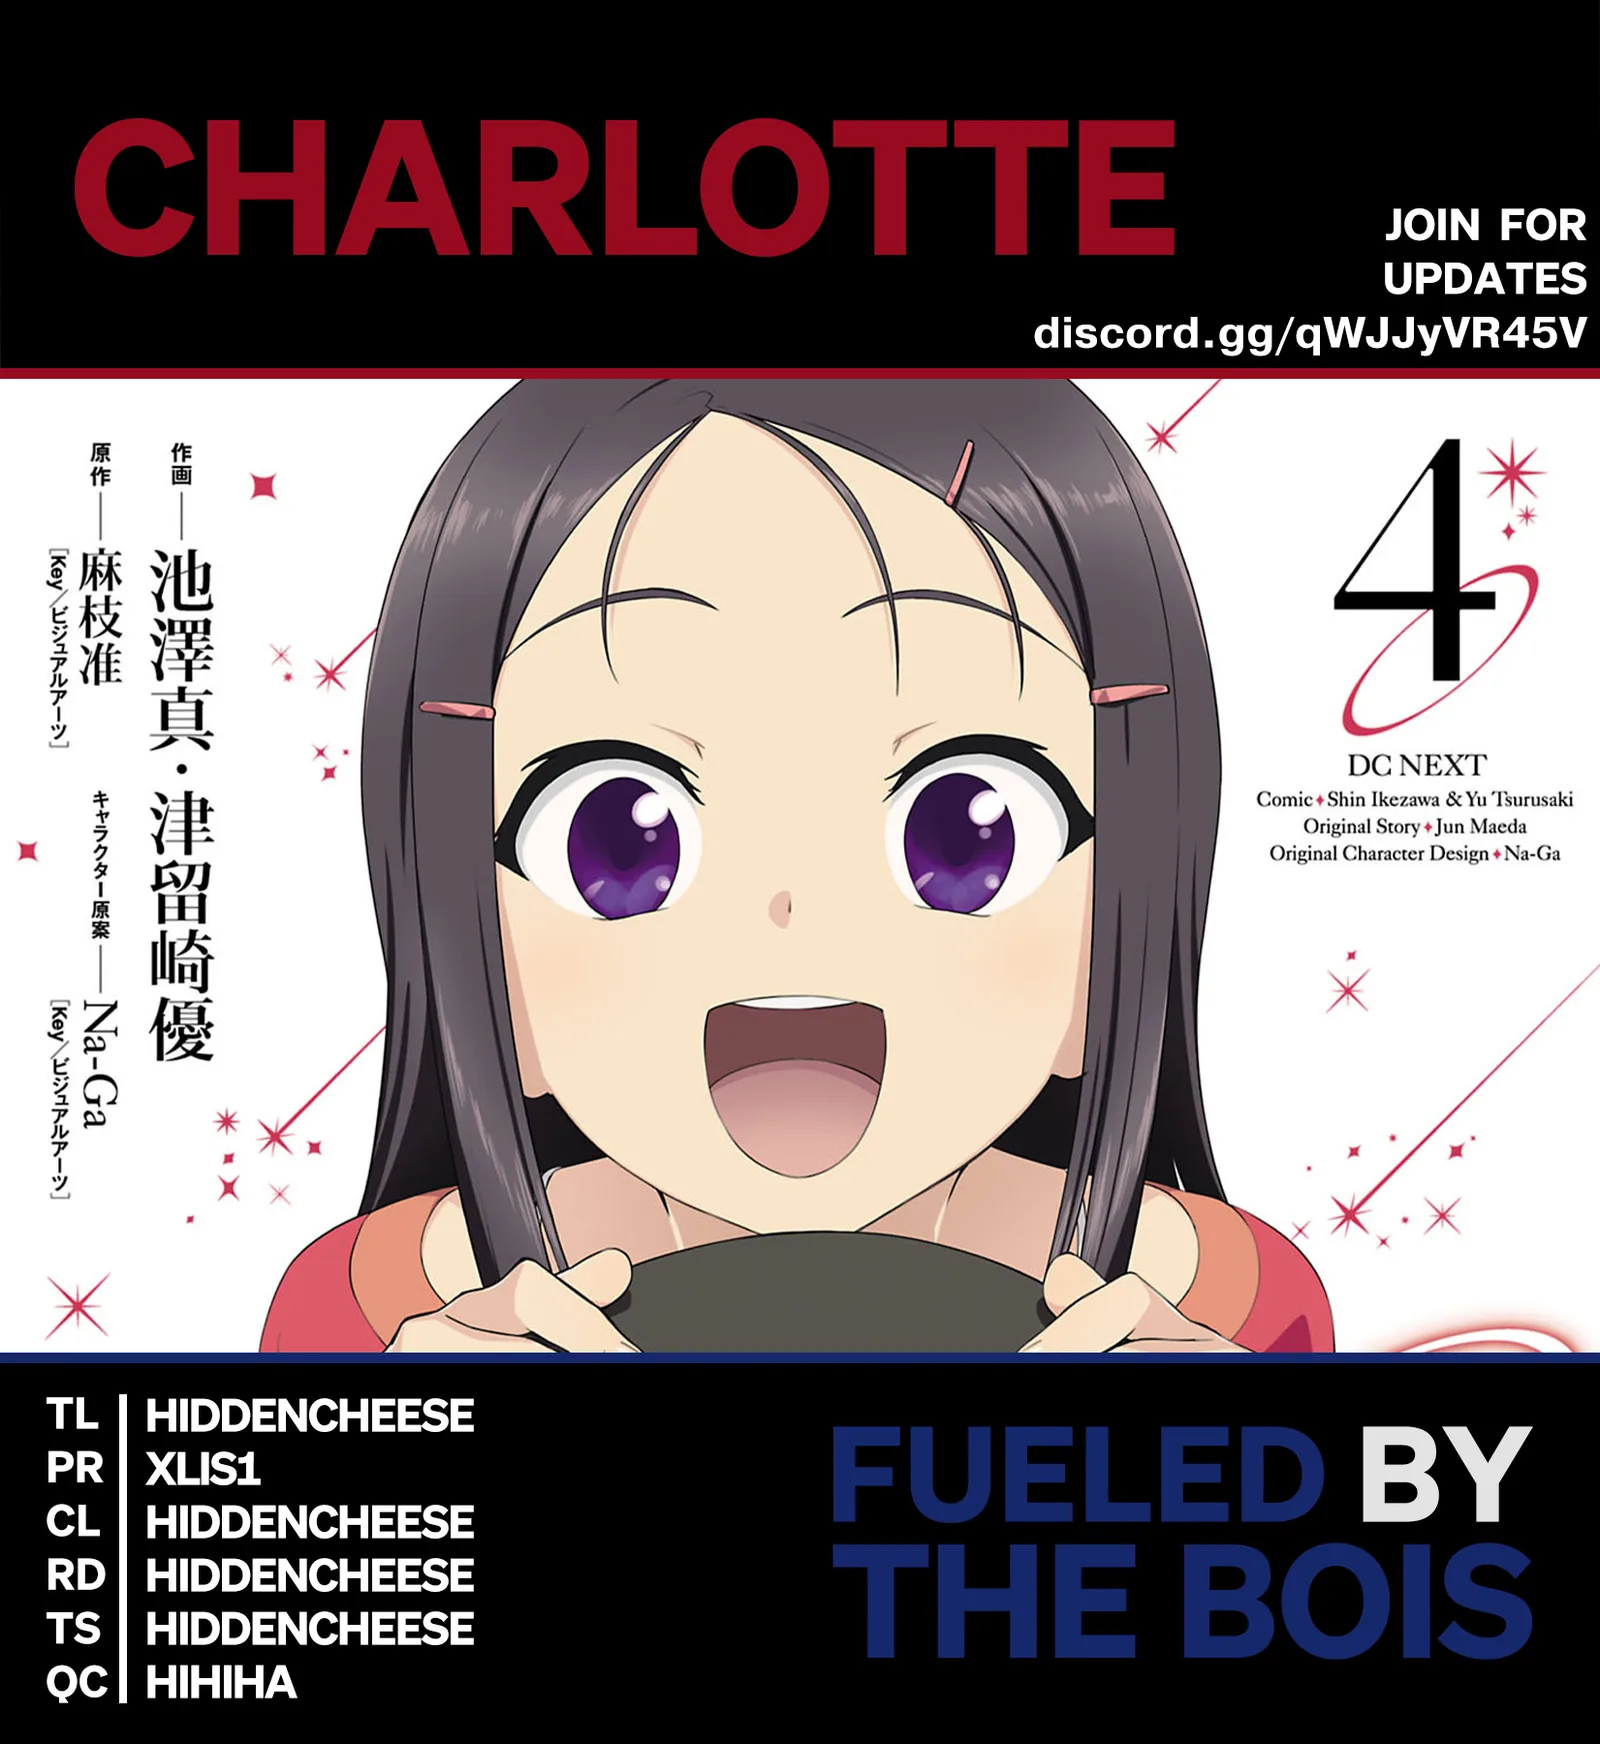 CHARLOTTE
JOIN FOR
UPDATES
discord.gg/qWJJyVR45V
作画──池澤真・津留崎優
原作──麻枝准
[Key/ビジュアルアーツ]
キャラクター原案──Na-Ga
[Key/ビジュアルアーツ]
4
DC NEXT
Comic✦Shin Ikezawa & Yu Tsurusaki
Original Story✦Jun Maeda
Original Character Design✦Na-Ga
TL HIDDENCHEESE
PR XLIS1
CL HIDDENCHEESE
RD HIDDENCHEESE
TS HIDDENCHEESE
QC HIHIHA
FUELED BY
THE BOIS